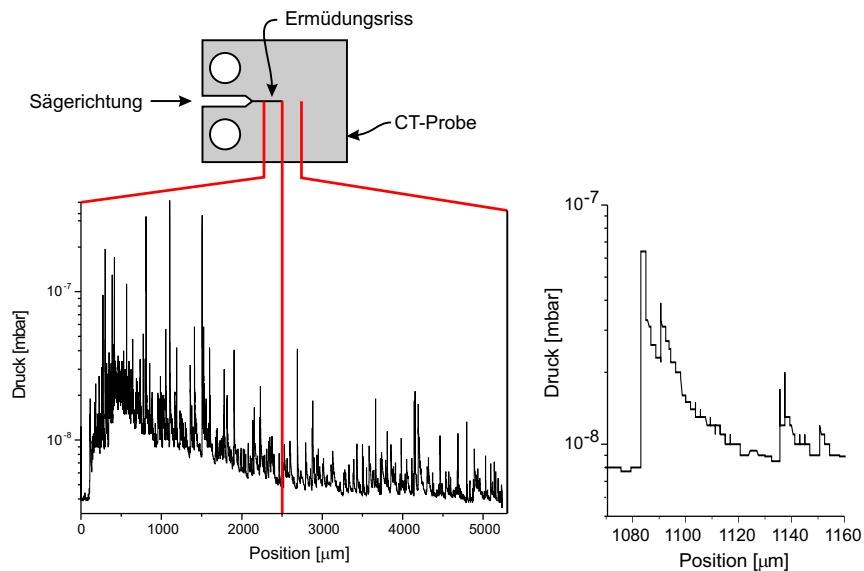 Ermüdungsriss
Sägerichtung
CT-Probe
10⁻⁷
10⁻⁸
Druck [mbar]
0 1000 2000 3000 4000 5000
Position [µm]
10⁻⁷
10⁻⁸
Druck [mbar]
1080 1100 1120 1140 1160
Position [µm]